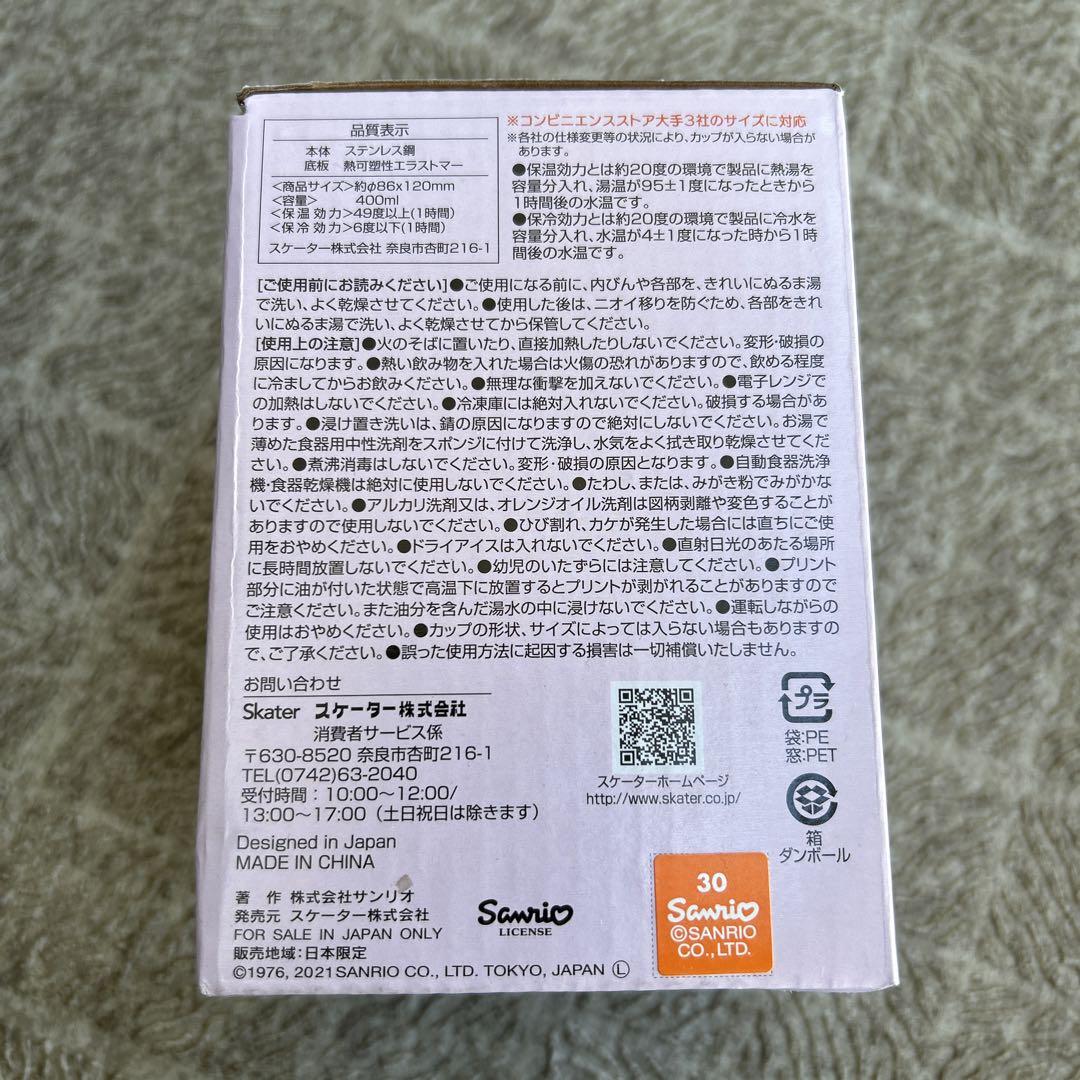 品質表示
本体 ステンレス鋼
底板 熱可塑性エラストマー
<商品サイズ>約φ86x120mm
<容量> 400ml
<保温効力>49度以上(1時間)
<保冷効力>6度以下(1時間)
スケーター株式会社 奈良市杏町216-1
※コンビニエンスストア大手3社のサイズに対応
※各社の仕様変更等の状況により、カップが入らない場合が
あります。
●保温効力とは約20度の環境で製品に熱湯を
容量分入れ、湯温が95±1度になったときから
1時間後の水温です。
●保冷効力とは約20度の環境で製品に冷水を
容量分入れ、水温が4±1度になった時から1時
間後の水温です。
[ご使用前にお読みください]●ご使用になる前に、内びんや各部を、きれいにぬるま湯
で洗い、よく乾燥させてください。●使用した後は、ニオイ移りを防ぐため、各部をきれ
いにぬるま湯で洗い、よく乾燥させてから保管してください。
[使用上の注意]●火のそばに置いたり、直接加熱したりしないでください。変形・破損の
原因になります。●熱い飲み物を入れた場合は火傷の恐れがありますので、飲める程度
に冷ましてからお飲みください。●無理な衝撃を加えないでください。●電子レンジで
の加熱はしないでください。●冷凍庫には絶対入れないでください。破損する場合があ
ります。●浸け置き洗いは、錆の原因になりますので絶対にしないでください。お湯で
薄めた食器用中性洗剤をスポンジに付けて洗浄し、水気をよく拭き取り乾燥させてくだ
さい。●煮沸消毒はしないでください。変形・破損の原因となります。●自動食器洗浄
機・食器乾燥機は絶対に使用しないでください。●たわし、または、みがき粉でみがかな
いでください。●アルカリ洗剤又は、オレンジオイル洗剤は図柄剥離や変色することが
ありますので使用しないでください。●ひび割れ、カケが発生した場合には直ちにご使
用をおやめください。●ドライアイスは入れないでください。●直射日光のあたる場所
に長時間放置しないでください。●幼児のいたずらには注意してください。●プリント
部分に油が付いた状態で高温下に放置するとプリントが剥がれることがありますので
ご注意ください。また油分を含んだ湯水の中に浸けないでください。●運転しながらの
使用はおやめください。●カップの形状、サイズによっては入らない場合もありますの
で、ご了承ください。●誤った使用方法に起因する損害は一切補償いたしません。
お問い合わせ
Skater スケーター株式会社
消費者サービス係
〒630-8520 奈良市杏町216-1
TEL(0742)63-2040
受付時間:10:00〜12:00/
13:00〜17:00(土日祝日は除きます)
Designed in Japan
MADE IN CHINA
スケーターホームページ
http://www.skater.co.jp/
プラ
袋:PE
窓:PET
箱
ダンボール
著 作 株式会社サンリオ
発売元 スケーター株式会社
FOR SALE IN JAPAN ONLY
販売地域:日本限定
©1976, 2021 SANRIO CO., LTD. TOKYO, JAPAN Ⓛ
Sanrio
LICENSE
30
Sanrio
©SANRIO
CO.,LTD.